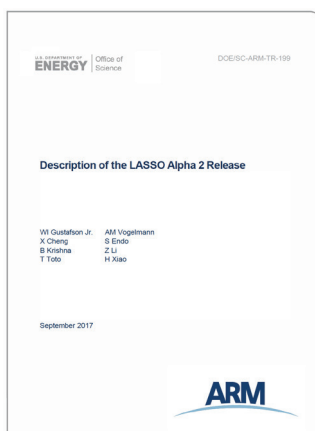 U.S. DEPARTMENT OF
ENERGY
Office of
Science
DOE/SC-ARM-TR-199
Description of the LASSO Alpha 2 Release
WI Gustafson Jr. AM Vogelmann
X Cheng S Endo
B Krishna Z Li
T Toto H Xiao
September 2017
ARM